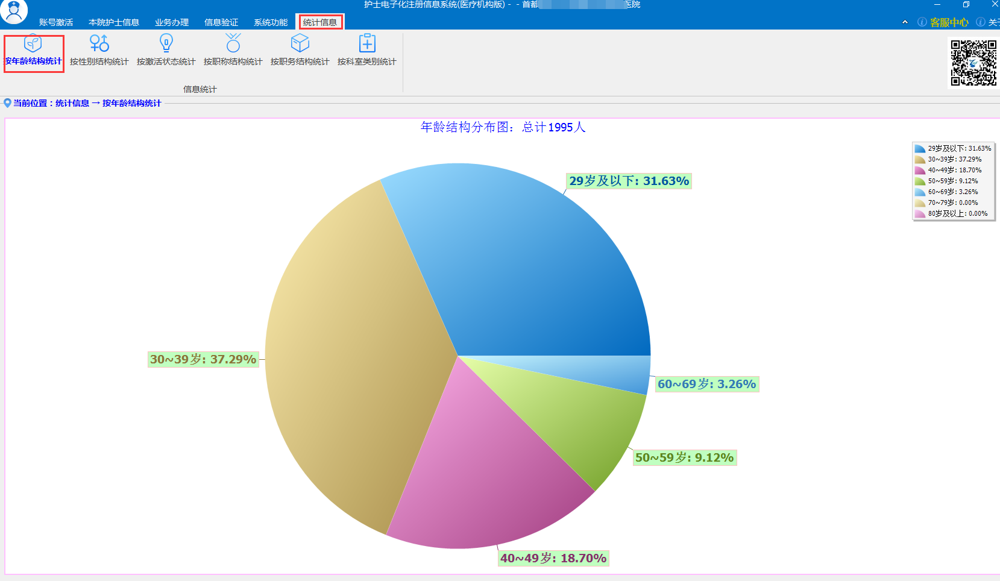 护士电子化注册信息系统(医疗机构版) - - 首都 医院
账号激活 本院护士信息 业务办理 信息验证 系统功能 统计信息 客服中心 关于
按年龄结构统计 按性别结构统计 按激活状态统计 按职称结构统计 按职务结构统计 按科室类别统计
信息统计
当前位置：统计信息 → 按年龄结构统计
年龄结构分布图：总计1995人
29岁及以下: 31.63%
30~39岁: 37.29%
40~49岁: 18.70%
50~59岁: 9.12%
60~69岁: 3.26%
70~79岁: 0.00%
80岁及以上: 0.00%
29岁及以下: 31.63%
30~39岁: 37.29%
60~69岁: 3.26%
50~59岁: 9.12%
40~49岁: 18.70%